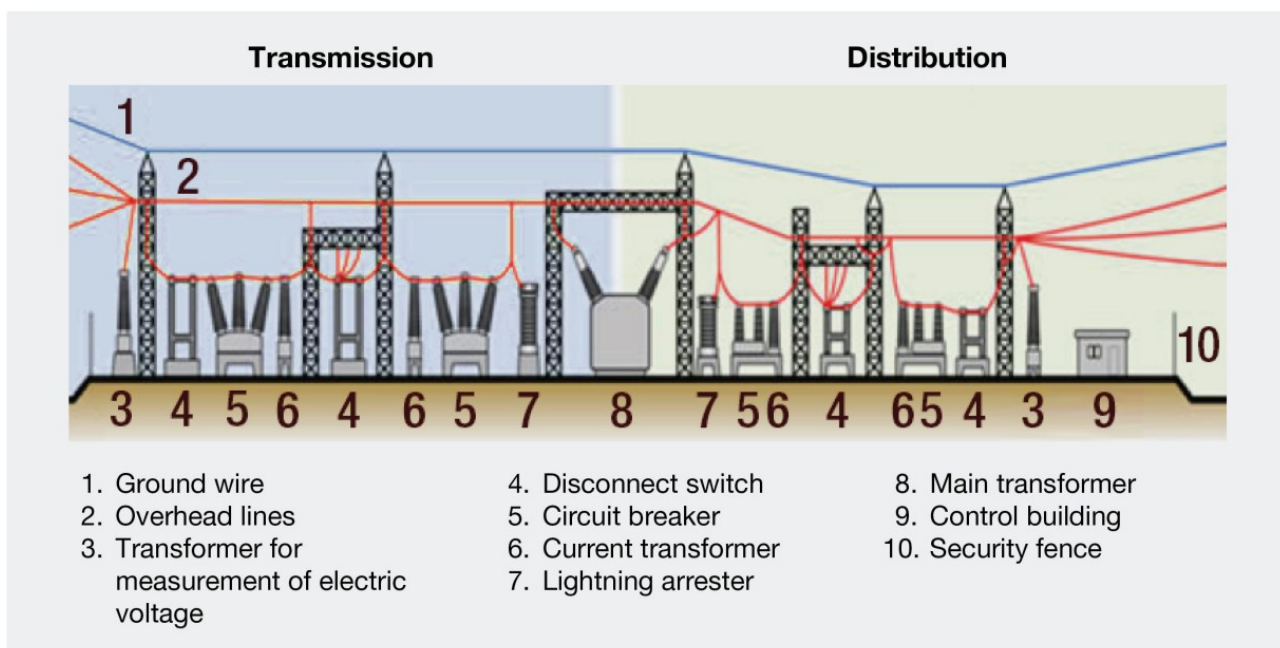 Transmission
Distribution
1
2
10
3 4 5 6 4 6 5 7 8 7 5 6 4 6 5 4 3 9
1. Ground wire
2. Overhead lines
3. Transformer for
measurement of electric
voltage
4. Disconnect switch
5. Circuit breaker
6. Current transformer
7. Lightning arrester
8. Main transformer
9. Control building
10. Security fence